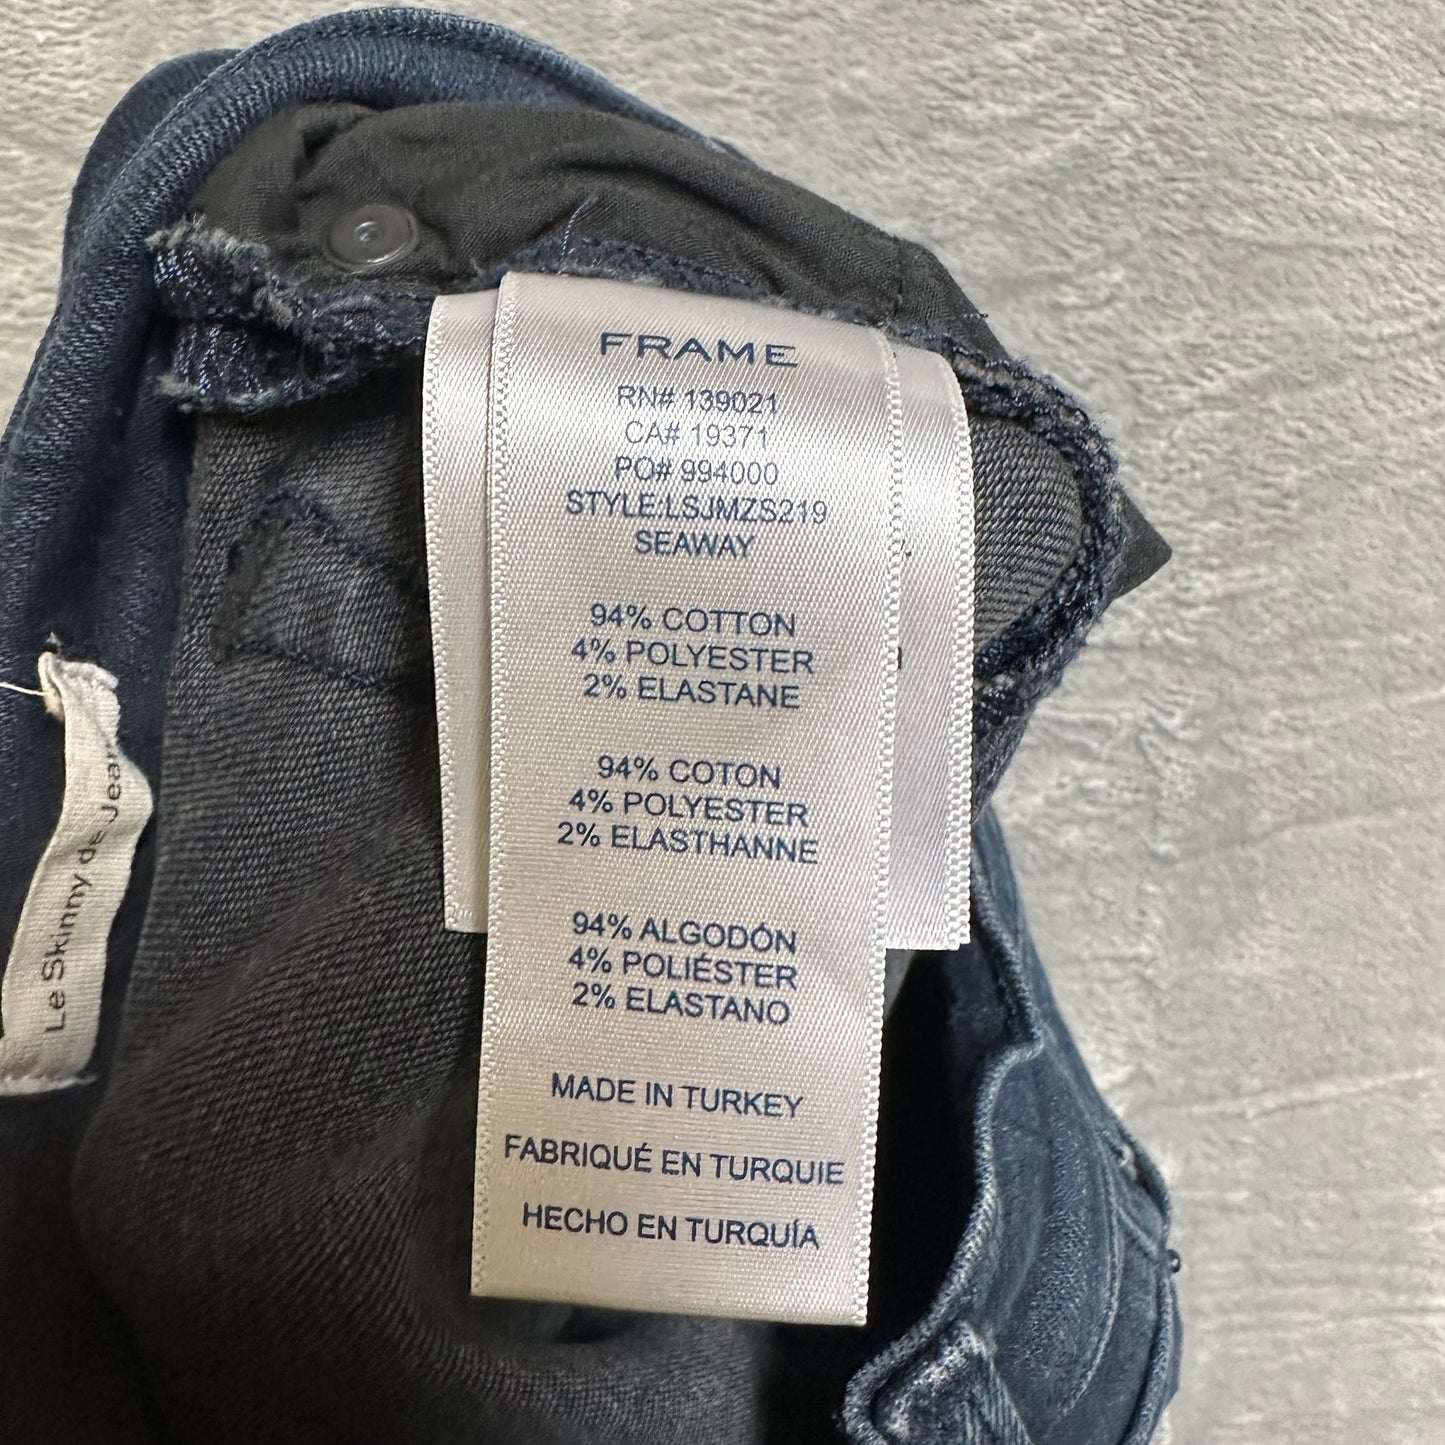 FRAME
RN# 139021
CA# 19371
PO# 994000
STYLE:LSJMZS219
SEAWAY
94% COTTON
4% POLYESTER
2% ELASTANE
94% COTON
4% POLYESTER
2% ELASTHANNE
94% ALGODÓN
4% POLIÉSTER
2% ELASTANO
MADE IN TURKEY
FABRIQUÉ EN TURQUIE
HECHO EN TURQUÍA
Le Skinny de Jean